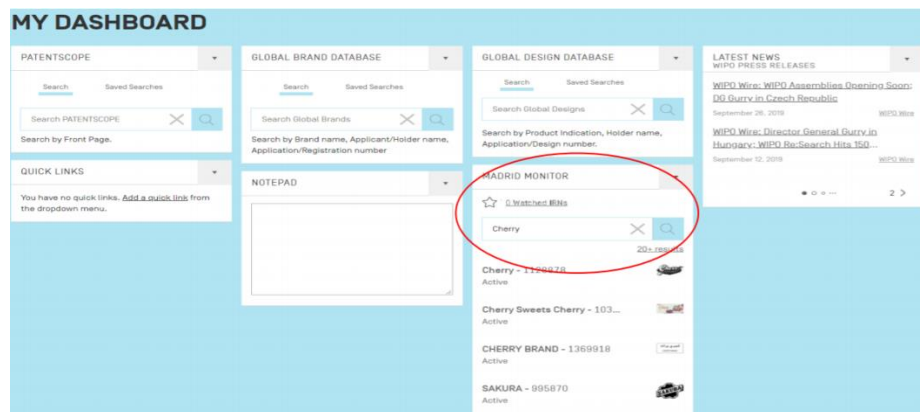 MY DASHBOARD
PATENTSCOPE
Search Saved Searches
Search PATENTSCOPE
Search by Front Page.
QUICK LINKS
You have no quick links. Add a quick link from
the dropdown menu.
GLOBAL BRAND DATABASE
Search Saved Searches
Search Global Brands
Search by Brand name, Applicant/Holder name,
Application/Registration number
NOTEPAD
GLOBAL DESIGN DATABASE
Search Saved Searches
Search Global Designs
Search by Product Indication, Holder name,
Application/Design number.
MADRID MONITOR
0 Watched IRNs
Cherry
20+ results
Cherry - 1128878
Active
Cherry Sweets Cherry - 103...
Active
CHERRY BRAND - 1369918
Active
SAKURA - 995870
SAKURA
Active
LATEST NEWS
WIPO PRESS RELEASES
WIPO Wire: WIPO Assemblies Opening Soon;
DG Gurry in Czech Republic
September 26, 2019 WIPO Wire
WIPO Wire: Director General Gurry in
Hungary; WIPO Re:Search Hits 150...
September 12, 2019 WIPO Wire
2 >